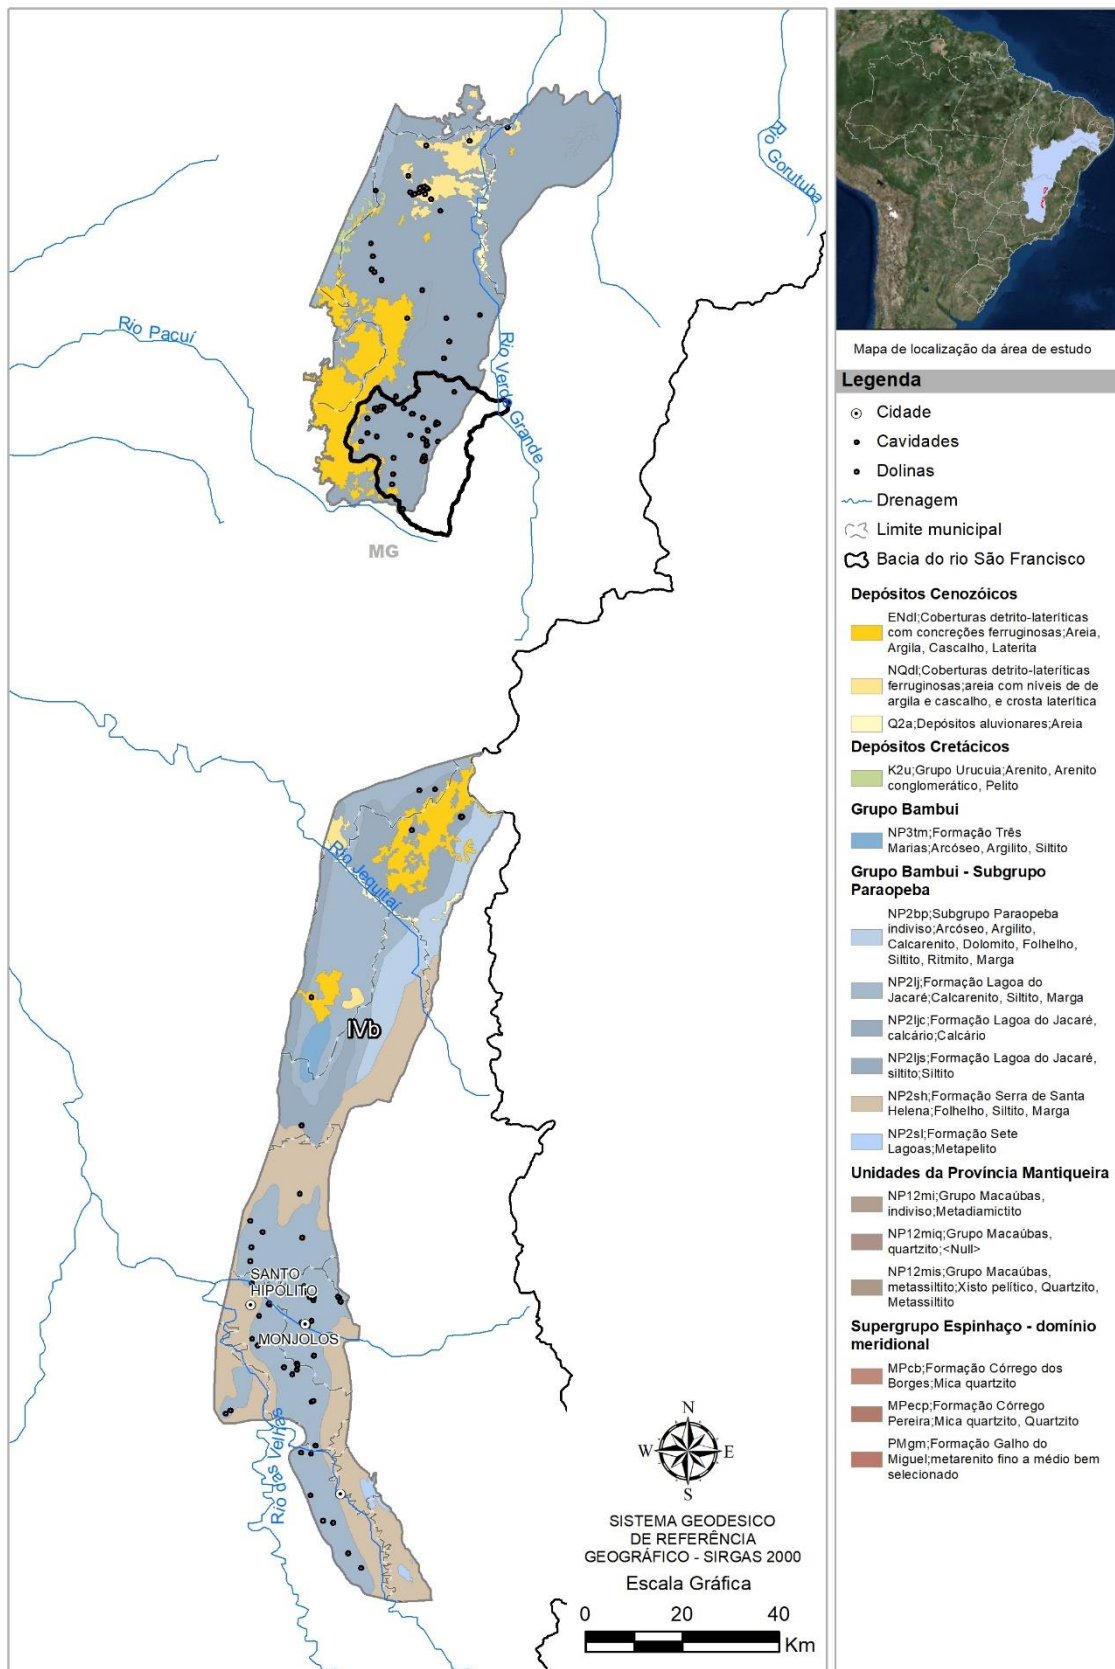 Rio Gorutuba
Rio Pacuí
Rio Verde Grande
MG
Rio Jequitaí
IVb
SANTO
HIPÓLITO
MONJOLOS
Rio das Velhas
N
W E
S
SISTEMA GEODESICO
DE REFERÊNCIA
GEOGRÁFICO - SIRGAS 2000
Escala Gráfica
0 20 40
Km
Mapa de localização da área de estudo
Legenda
Cidade
Cavidades
Dolinas
Drenagem
Limite municipal
Bacia do rio São Francisco
Depósitos Cenozóicos
ENdl;Coberturas detrito-lateríticas
com concreções ferruginosas;Areia,
Argila, Cascalho, Laterita
NQdl;Coberturas detrito-lateríticas
ferruginosas;areia com níveis de de
argila e cascalho, e crosta laterítica
Q2a;Depósitos aluvionares;Areia
Depósitos Cretácicos
K2u;Grupo Urucuia;Arenito, Arenito
conglomerático, Pelito
Grupo Bambui
NP3tm;Formação Três
Marias;Arcóseo, Argilito, Siltito
Grupo Bambui - Subgrupo
Paraopeba
NP2bp;Subgrupo Paraopeba
indiviso;Arcóseo, Argilito,
Calcarenito, Dolomito, Folhelho,
Siltito, Ritmito, Marga
NP2lj;Formação Lagoa do
Jacaré;Calcarenito, Siltito, Marga
NP2ljc;Formação Lagoa do Jacaré,
calcário;Calcário
NP2ljs;Formação Lagoa do Jacaré,
siltito;Siltito
NP2sh;Formação Serra de Santa
Helena;Folhelho, Siltito, Marga
NP2sl;Formação Sete
Lagoas;Metapelito
Unidades da Província Mantiqueira
NP12mi;Grupo Macaúbas,
indiviso;Metadiamictito
NP12miq;Grupo Macaúbas,
quartzito;<Null>
NP12mis;Grupo Macaúbas,
metassiltito;Xisto pelítico, Quartzito,
Metassiltito
Supergrupo Espinhaço - domínio
meridional
MPcb;Formação Córrego dos
Borges;Mica quartzito
MPecp;Formação Córrego
Pereira;Mica quartzito, Quartzito
PMgm;Formação Galho do
Miguel;metarenito fino a médio bem
selecionado